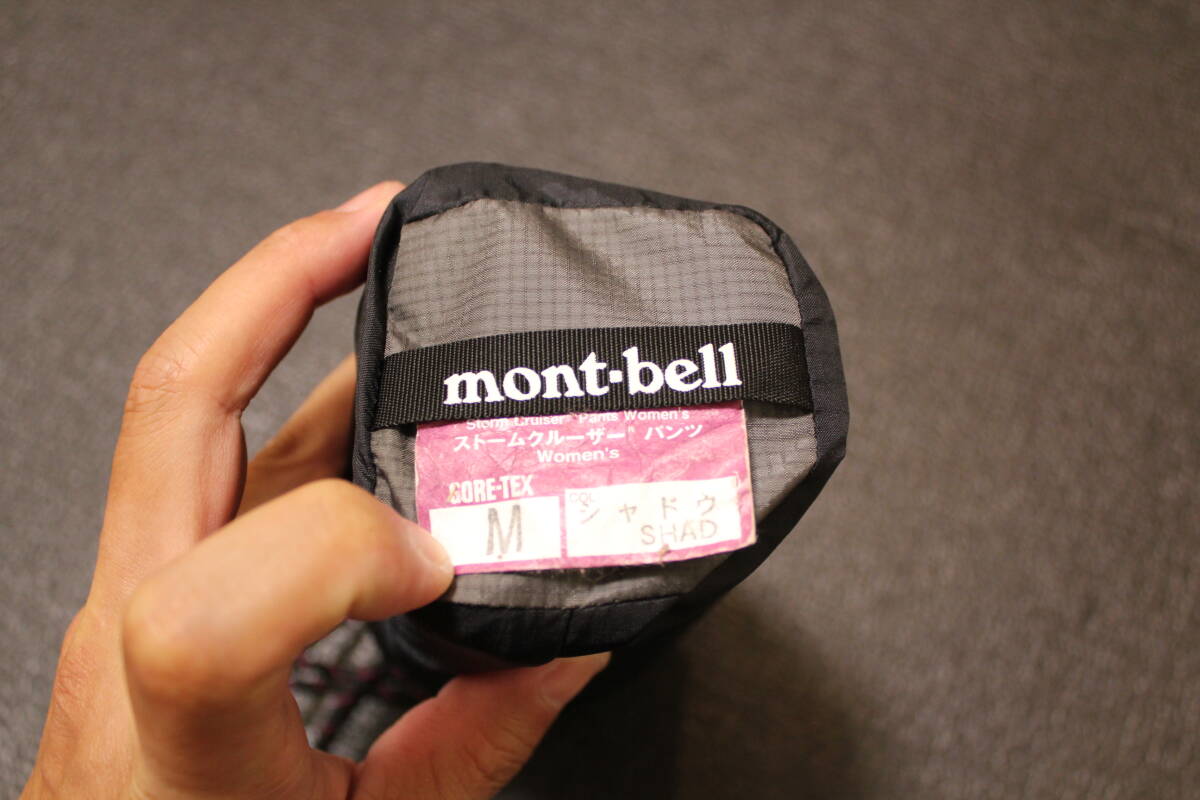 mont-bell
Storm Cruiser Pants Women's
ストームクルーザー® パンツ
Women's
GORE-TEX
M
COL
シャドウ
SHAD